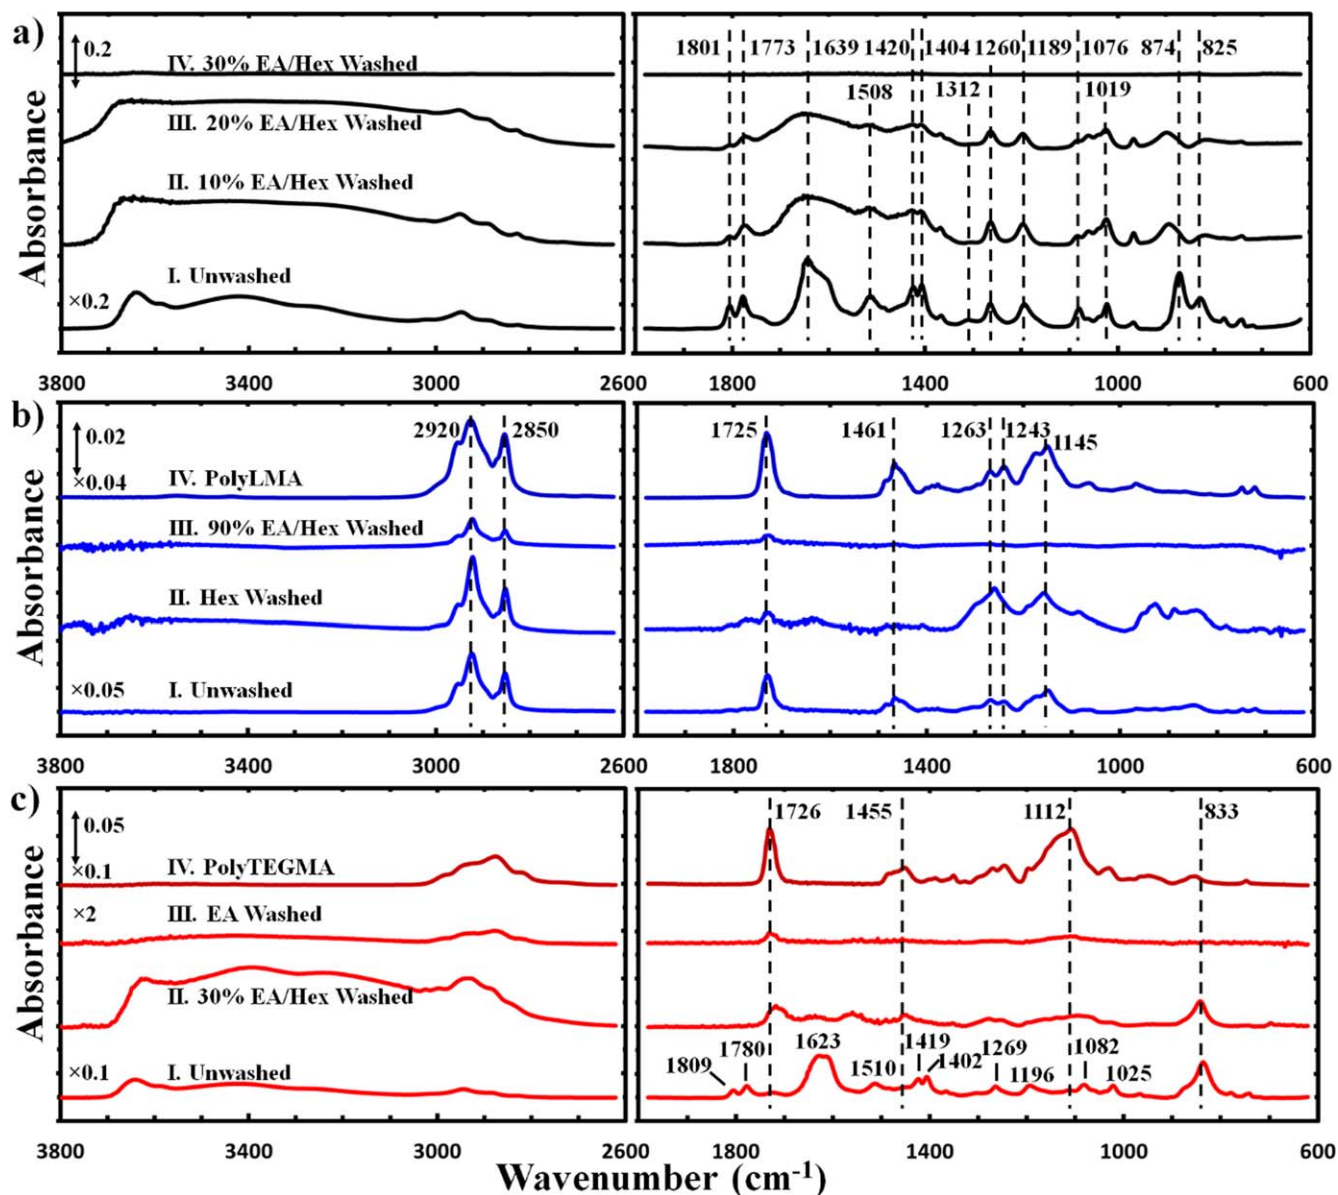 a)
0.2
IV. 30% EA/Hex Washed
III. 20% EA/Hex Washed
II. 10% EA/Hex Washed
I. Unwashed
×0.2
1801 1773 1639 1420 1404 1260 1189 1076 874 825
1508 1312 1019
Absorbance
3800 3400 3000 2600 1800 1400 1000 600
b)
0.02
×0.04
IV. PolyLMA
III. 90% EA/Hex Washed
II. Hex Washed
×0.05 I. Unwashed
2920 2850
1725 1461 1263 1243
1145
Absorbance
3800 3400 3000 2600 1800 1400 1000 600
c)
0.05
×0.1 IV. PolyTEGMA
×2 III. EA Washed
II. 30% EA/Hex Washed
×0.1 I. Unwashed
1726 1455 1112 833
1809 1780 1623 1510 1419 1402 1269 1196 1082 1025
Absorbance
3800 3400 3000 2600 1800 1400 1000 600
Wavenumber (cm⁻¹)